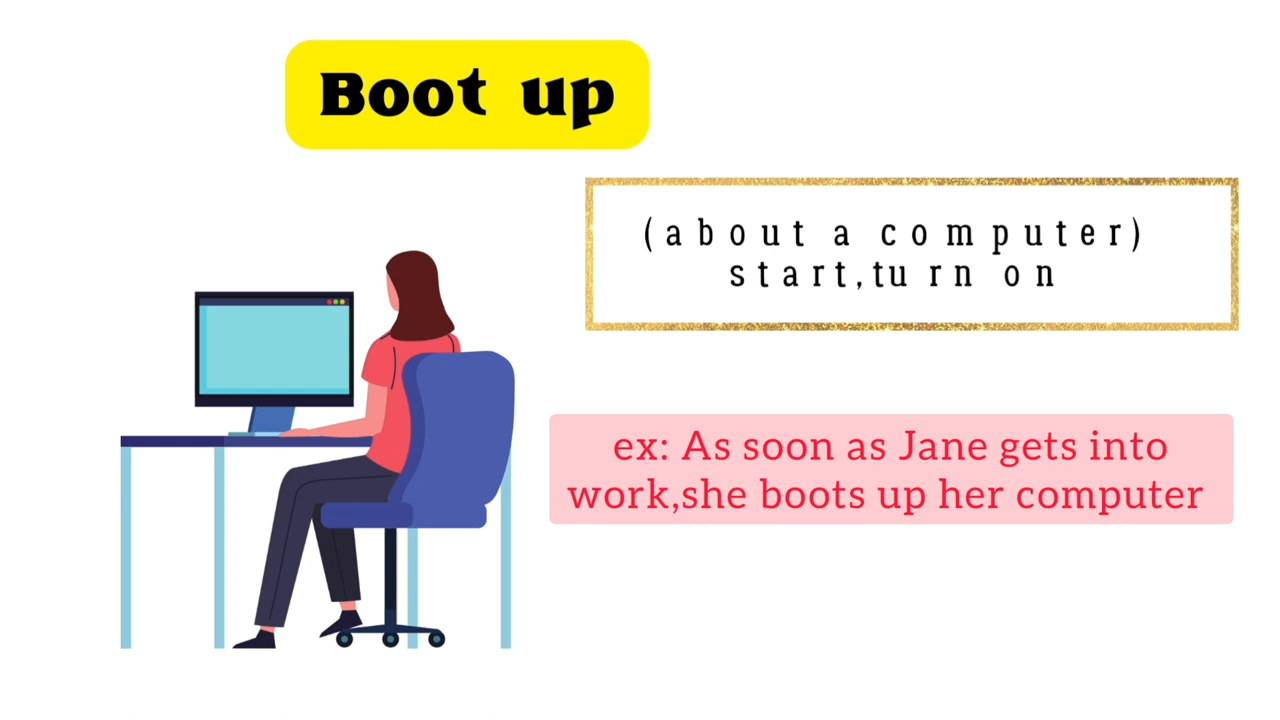 Boot up
(about a computer)
start,turn on
ex: As soon as Jane gets into
work,she boots up her computer